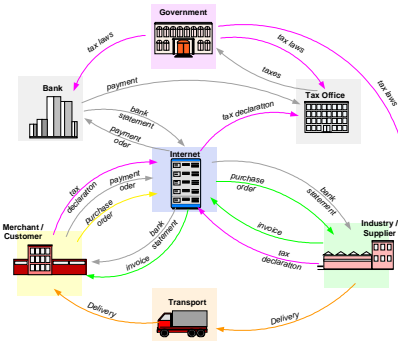 Government
tax laws
tax laws
tax laws
taxes
payment
Bank
Tax Office
bank
statement
payment
oder
tax declaration
Internet
tax
declaration
payment
oder
purchase
order
purchase
order
bank
statement
Merchant /
Customer
Industry /
Supplier
bank
statement
invoice
invoice
tax
declaration
Delivery
Transport
Delivery